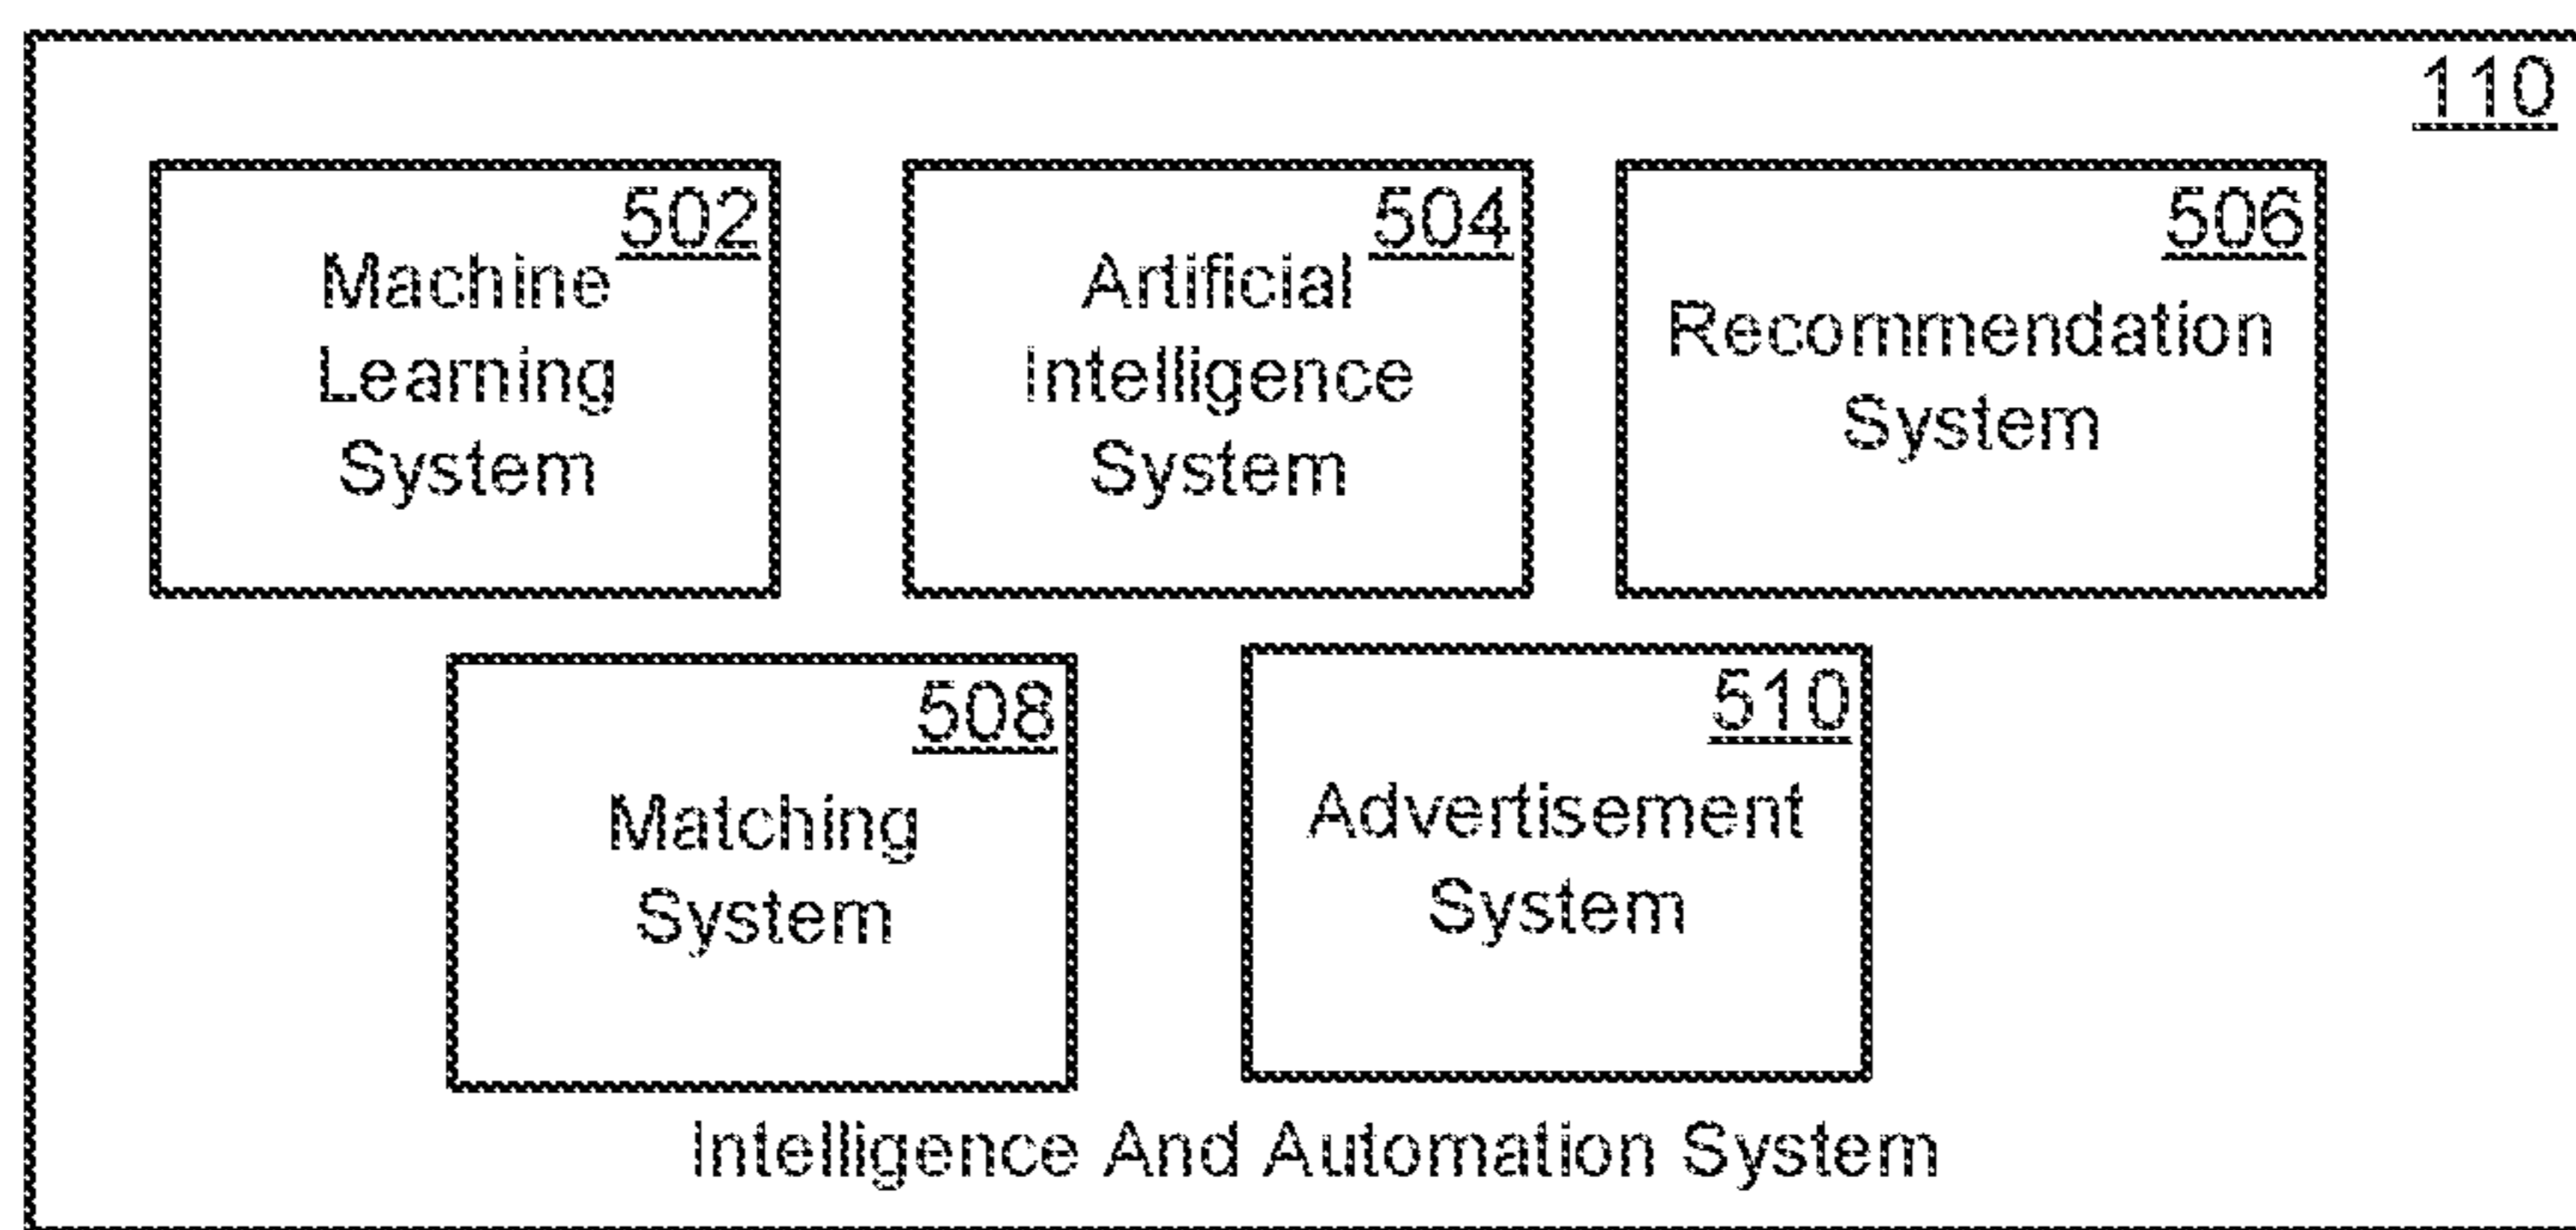 110
502
Machine
Learning
System
504
Artificial
Intelligence
System
506
Recommendation
System
508
Matching
System
510
Advertisement
System
Intelligence And Automation System